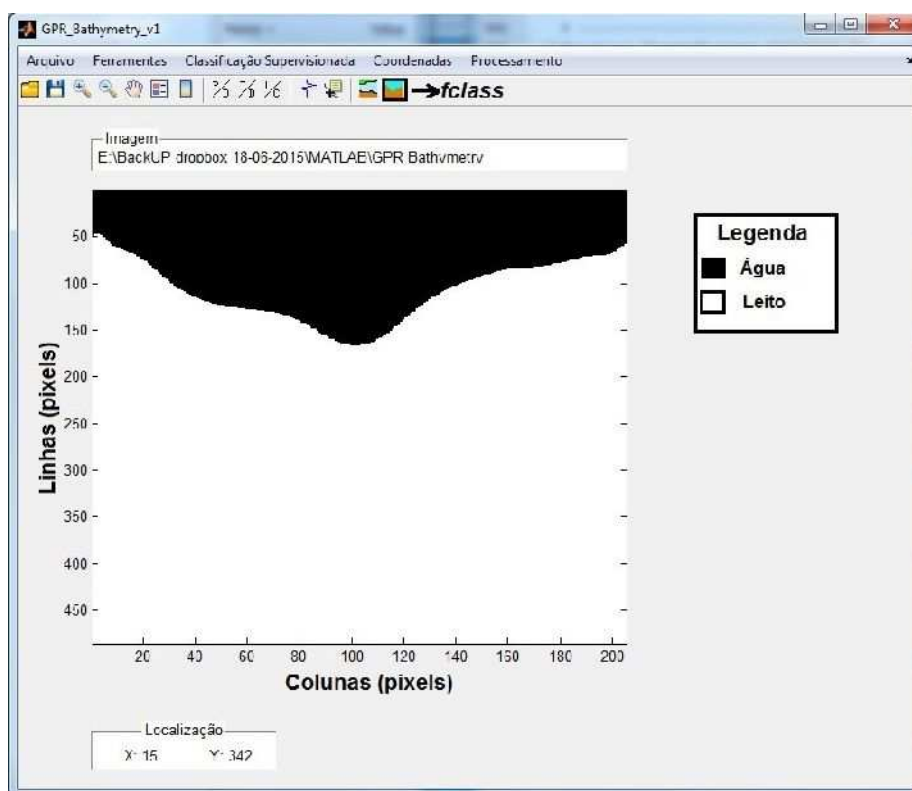 GPR_Bathymetry_v1
Arquivo Ferramentas Classificação Supervisionada Coordenadas Processamento
→fclass
Imagem
E:\BackUP dropbox 18-06-2015\MATLAB\GPR Bathymetry
50
100
150
200
250
300
350
400
450
Linhas (pixels)
20 40 60 80 100 120 140 160 180 200
Colunas (pixels)
Legenda
Água
Leito
Localização
X: 15 Y: 342